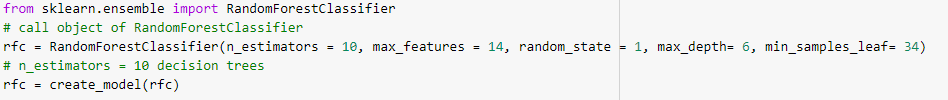 from sklearn.ensemble import RandomForestClassifier
# call object of RandomForestClassifier
rfc = RandomForestClassifier(n_estimators = 10, max_features = 14, random_state = 1, max_depth= 6, min_samples_leaf= 34)
# n_estimators = 10 decision trees
rfc = create_model(rfc)